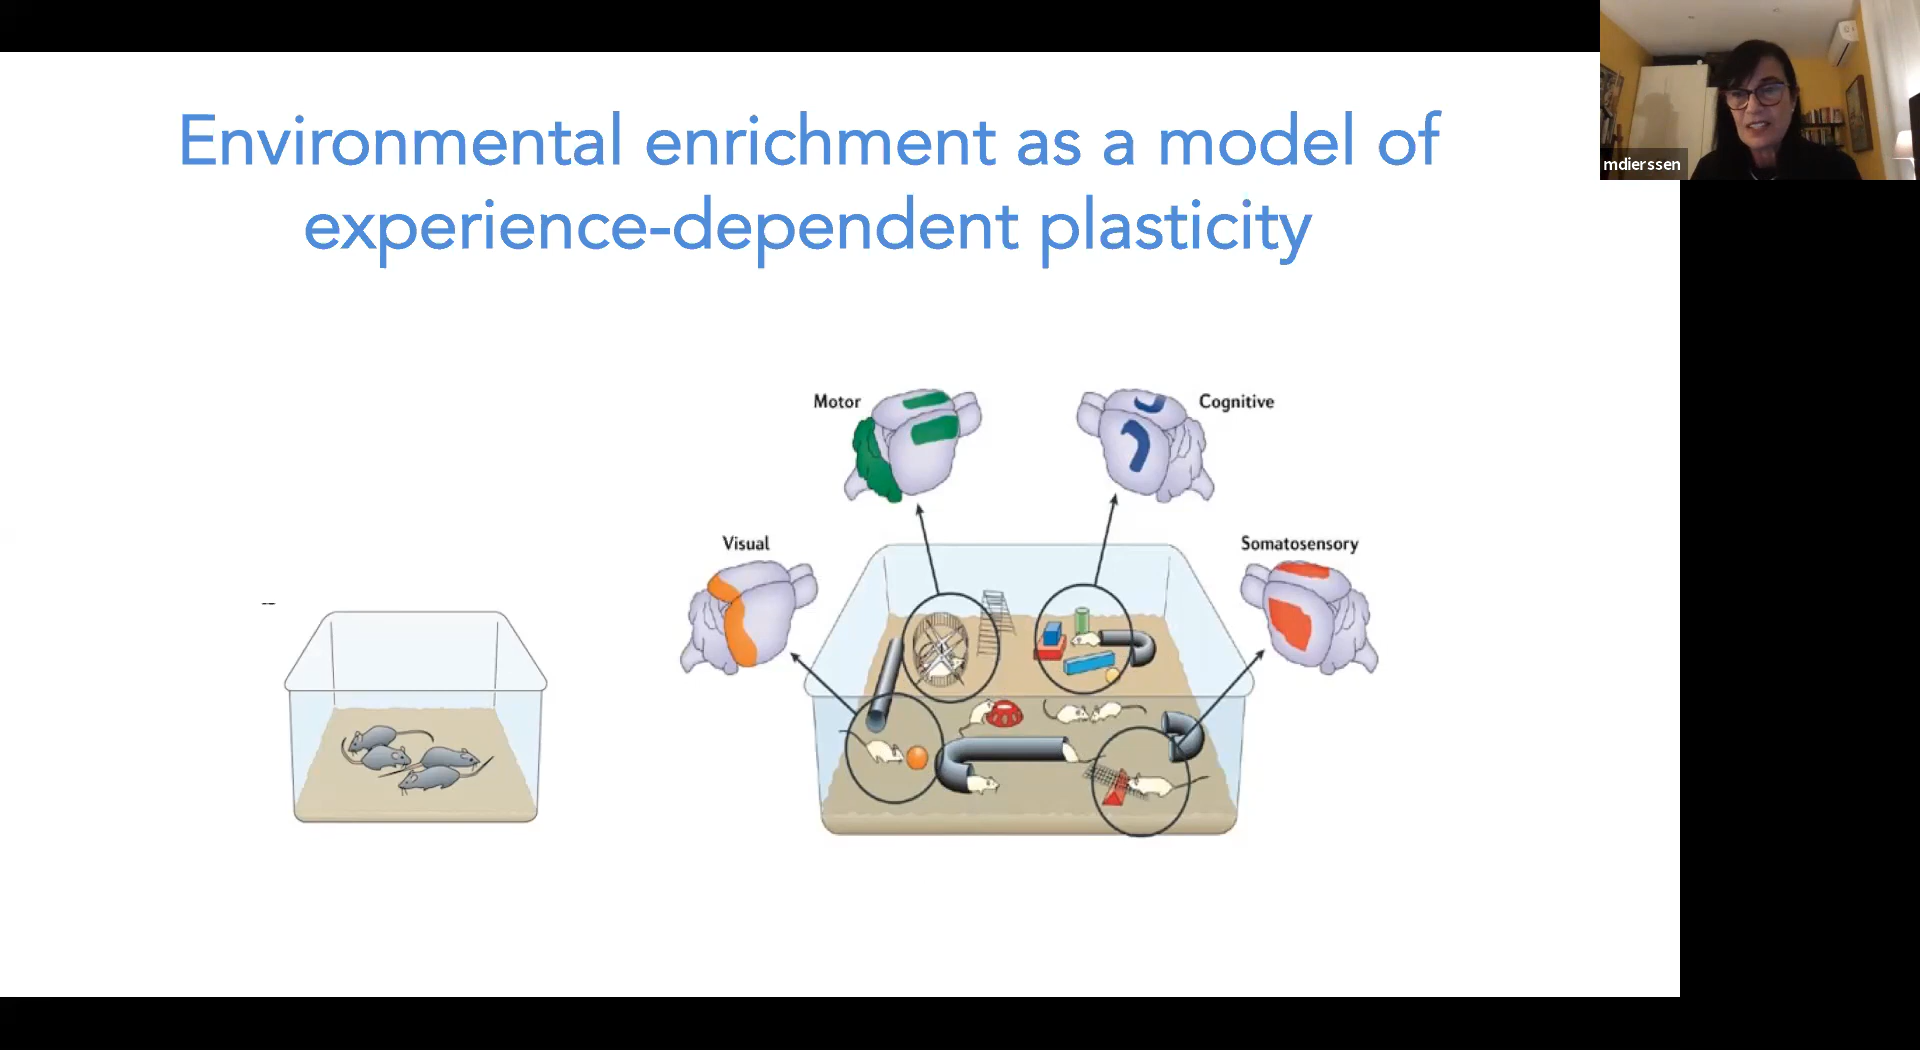 Environmental enrichment as a model of
experience-dependent plasticity
mdierssen
Motor
Cognitive
Visual
Somatosensory